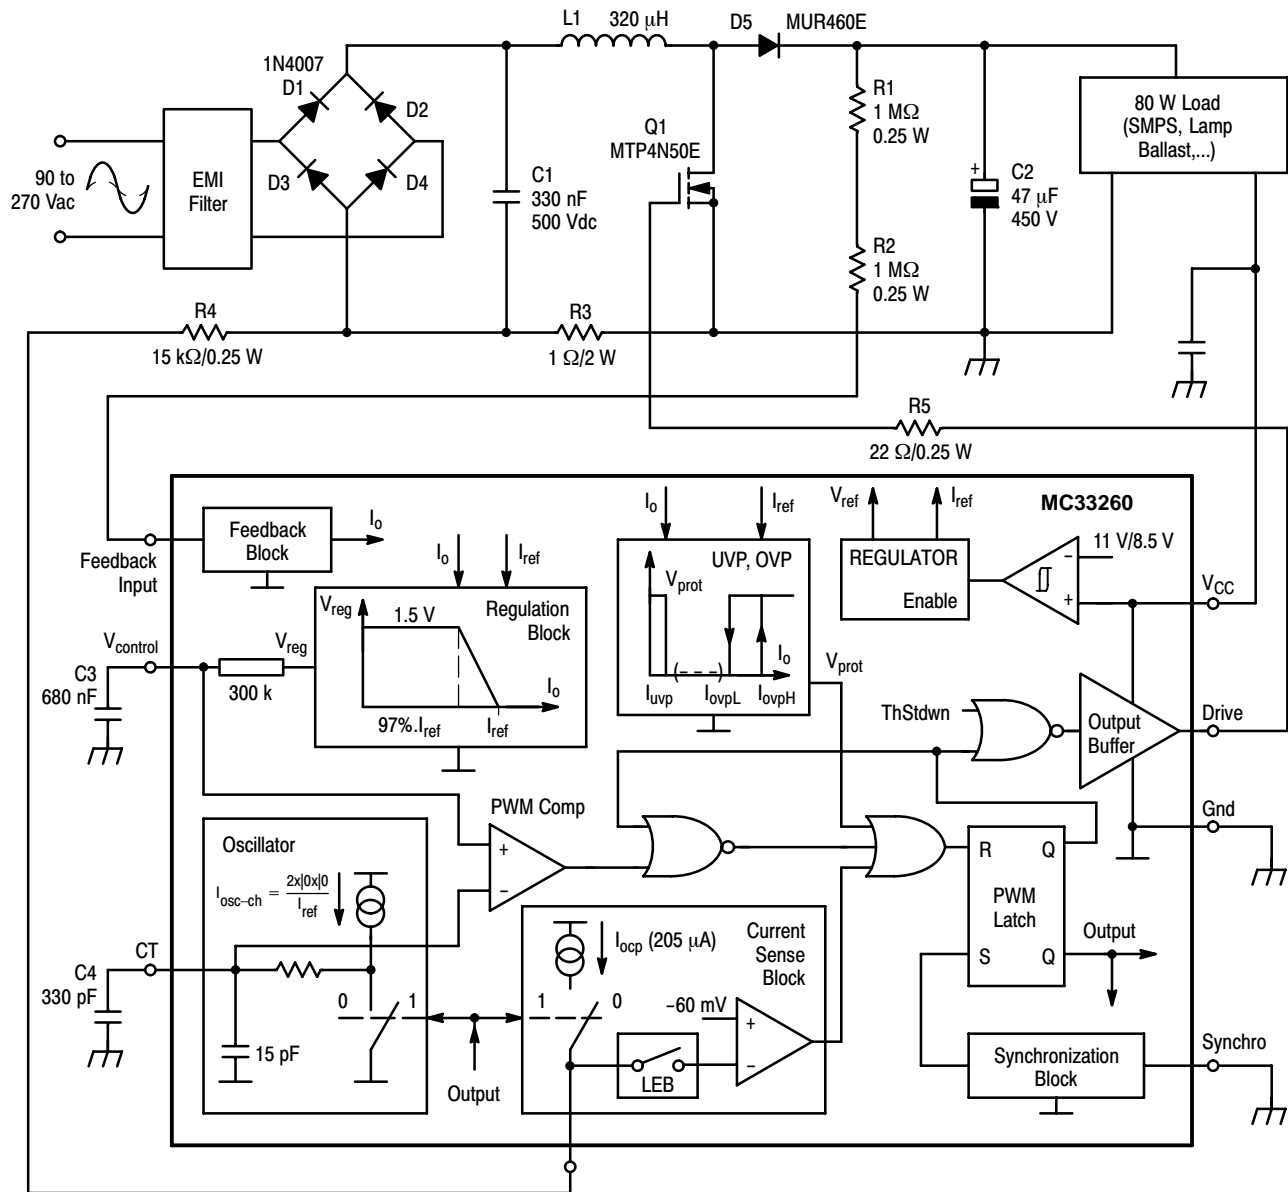 L1 320 μH
D5 MUR460E
1N4007
D1
D2
D3
D4
90 to
270 Vac
EMI
Filter
C1
330 nF
500 Vdc
Q1
MTP4N50E
R1
1 MΩ
0.25 W
R2
1 MΩ
0.25 W
+
C2
47 μF
450 V
80 W Load
(SMPS, Lamp
Ballast,...)
R4
15 kΩ/0.25 W
R3
1 Ω/2 W
R5
22 Ω/0.25 W
MC33260
Feedback
Input
Feedback
Block
Io
Io
Iref
Regulation
Block
Vreg
1.5 V
Io
97%.Iref
Iref
Io
Iref
UVP, OVP
Vprot
Io
Iuvp
IovpL
IovpH
Vprot
Vref
Iref
REGULATOR
Enable
11 V/8.5 V
−
+
VCC
Vcontrol
C3
680 nF
Vreg
300 k
ThStdwn
Output
Buffer
Drive
Gnd
PWM Comp
+
−
Oscillator
Iosc−ch = 2x|0x|0 / Iref
CT
C4
330 pF
15 pF
0 1
Output
1 0
Iocp (205 μA)
Current
Sense
Block
−60 mV
+
−
LEB
R Q
PWM
Latch
S Q
Output
Synchronization
Block
Synchro